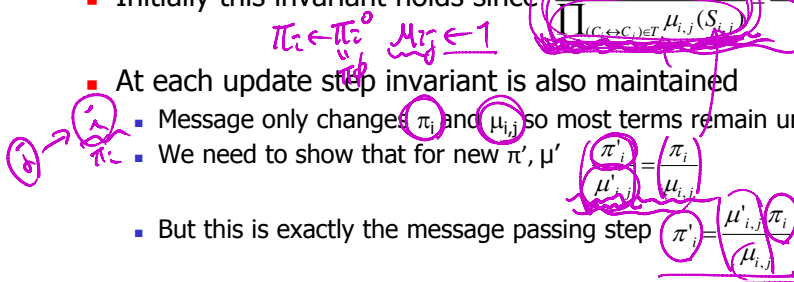 Initially this invariant holds since
∏(Cᵢ↔Cⱼ)∈T μᵢ,ⱼ(Sᵢ,ⱼ)
πᵢ ← πᵢ⁰ μᵢⱼ ← 1
At each update step invariant is also maintained
Message only changes πᵢ and μᵢ,ⱼ so most terms remain
We need to show that for new π′, μ′ π'ᵢ / μ'ᵢ,ⱼ = πᵢ / μᵢ,ⱼ
But this is exactly the message passing step π'ᵢ = μ'ᵢ,ⱼ πᵢ / μᵢ,ⱼ